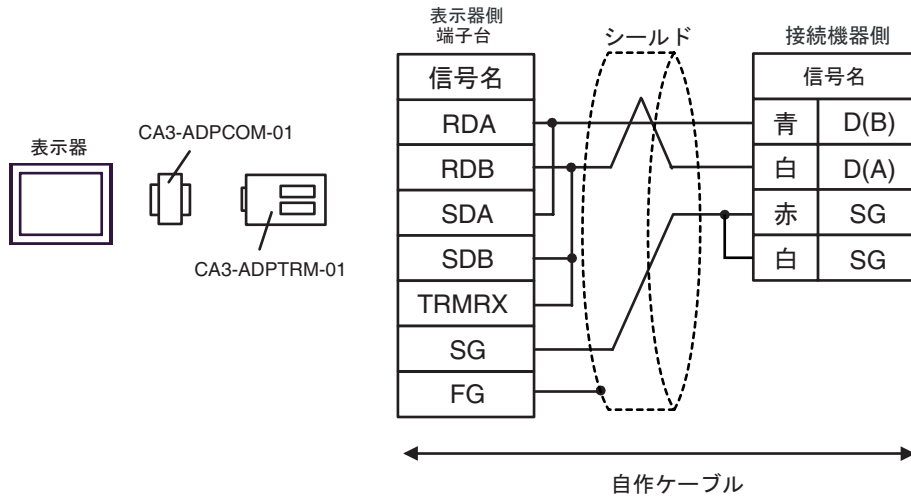 表示器
CA3-ADPCOM-01
CA3-ADPTRM-01
表示器側
端子台
シールド
接続機器側
信号名
RDA
RDB
SDA
SDB
TRMRX
SG
FG
信号名
青 D(B)
白 D(A)
赤 SG
白 SG
自作ケーブル